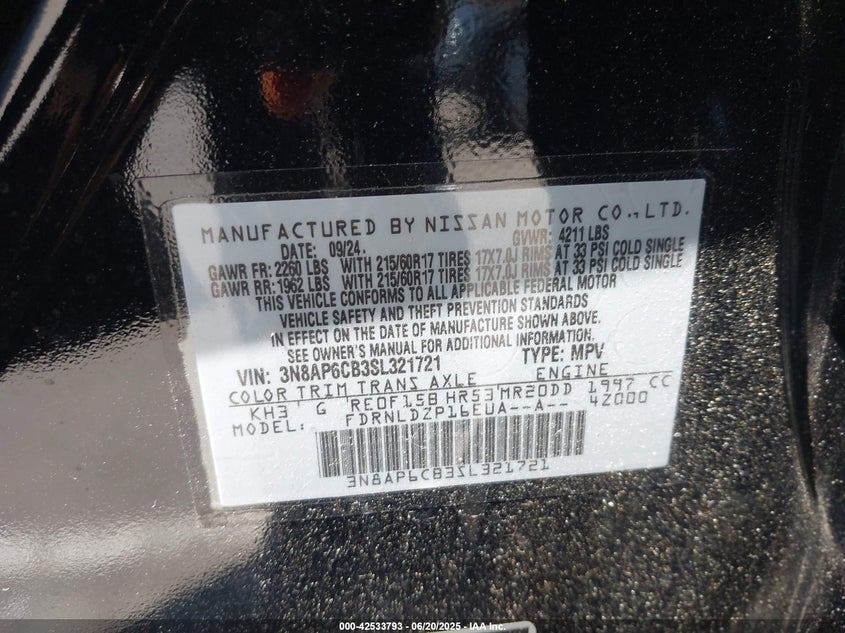 MANUFACTURED BY NISSAN MOTOR CO.,LTD.
DATE: 09/24. GVWR: 4211 LBS
GAWR FR: 2260 LBS WITH 215/60R17 TIRES 17X7.0J RIMS AT 33 PSI COLD SINGLE
GAWR RR: 1962 LBS WITH 215/60R17 TIRES 17X7.0J RIMS AT 33 PSI COLD SINGLE
THIS VEHICLE CONFORMS TO ALL APPLICABLE FEDERAL MOTOR
VEHICLE SAFETY AND THEFT PREVENTION STANDARDS
IN EFFECT ON THE DATE OF MANUFACTURE SHOWN ABOVE.
SEE OWNER'S MANUAL FOR ADDITIONAL INFORMATION.
VIN: 3N8AP6CB3SL321721 TYPE: MPV
COLOR TRIM TRANS AXLE ENGINE
KH3 G RE0F15B HR53 MR20DD 1997 CC
MODEL: FDRNLDZP16EUA--A-- 4Z000
3N8AP6CB3SL321721
000-42533793 - 06/20/2025 - IAA Inc.